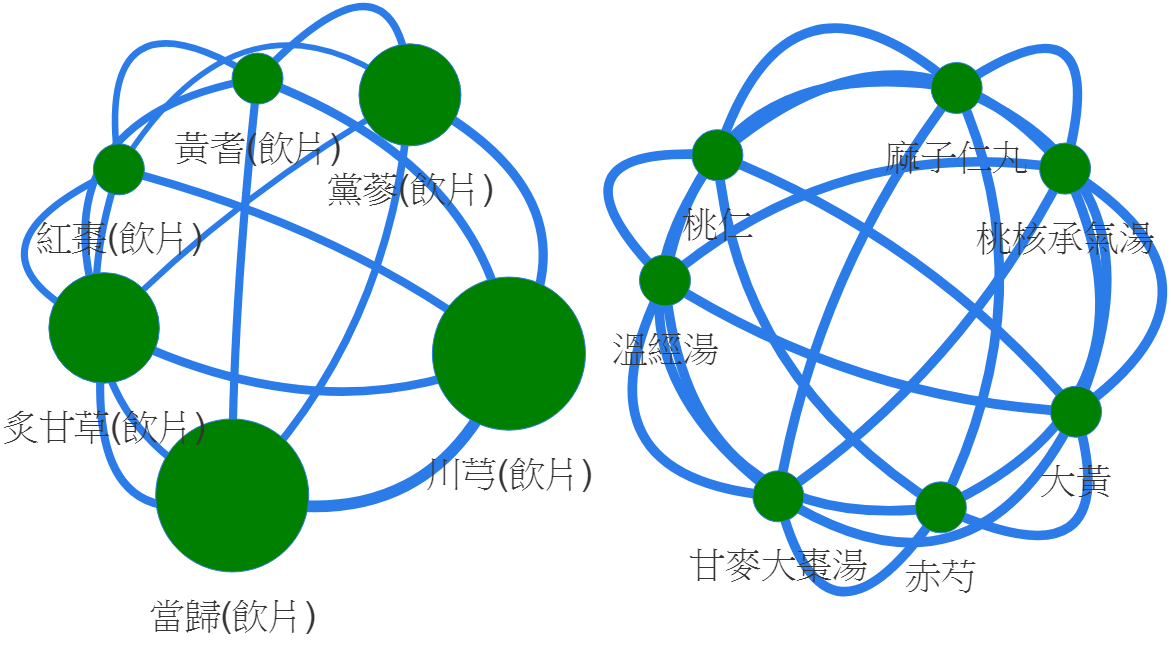 黃耆(飲片)
黨蔘(飲片)
紅棗(飲片)
炙甘草(飲片)
川芎(飲片)
當歸(飲片)
麻子仁丸
桃仁
桃核承氣湯
溫經湯
大黃
甘麥大棗湯
赤芍